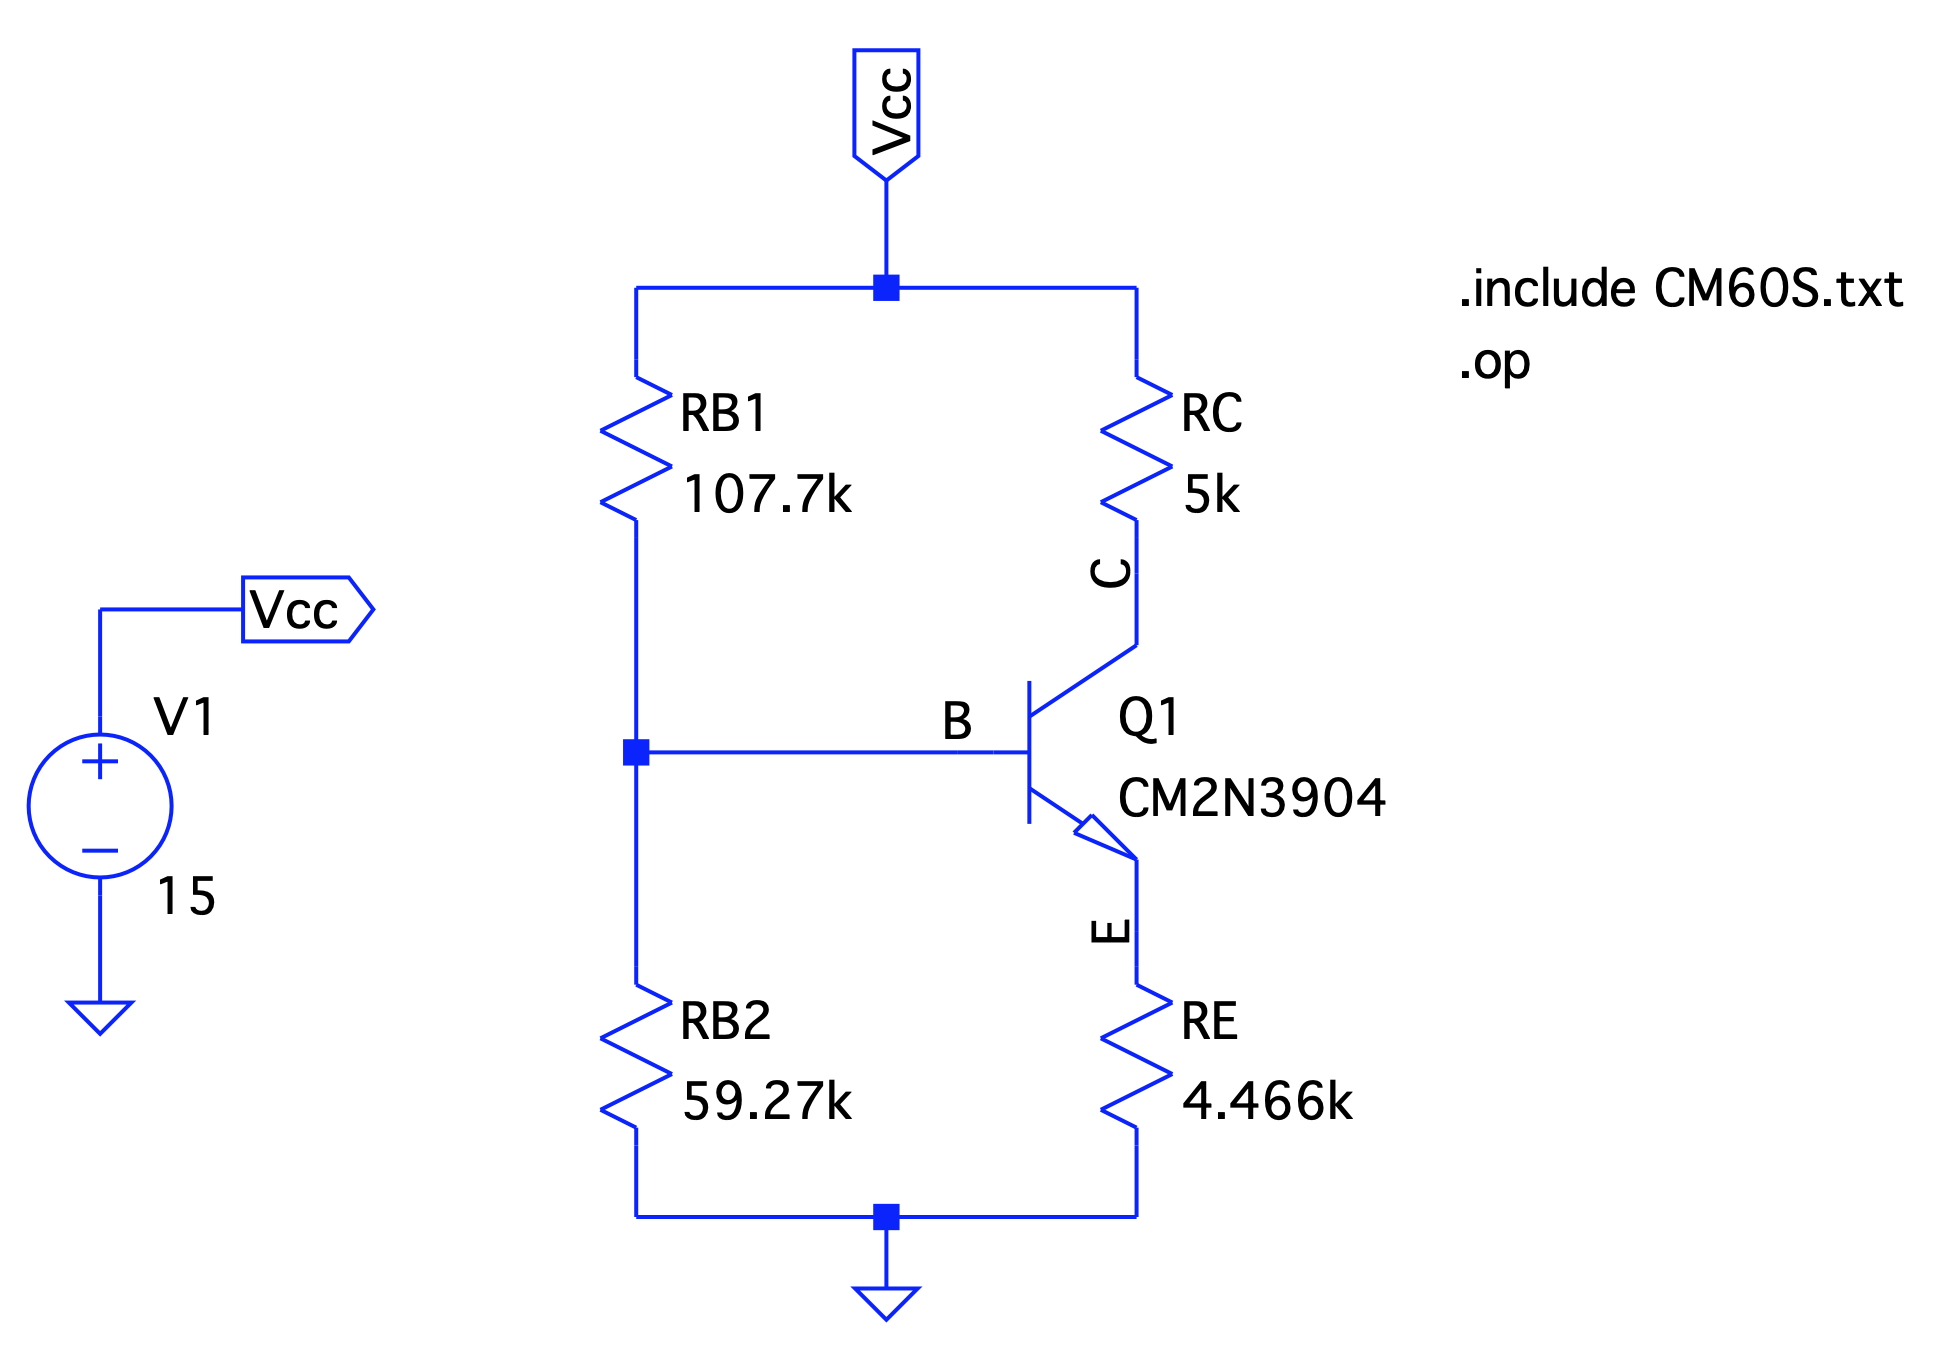 Vcc
.include CM60S.txt
.op
RB1
107.7k
RC
5k
C
Vcc
V1
15
B
Q1
CM2N3904
E
RB2
59.27k
RE
4.466k